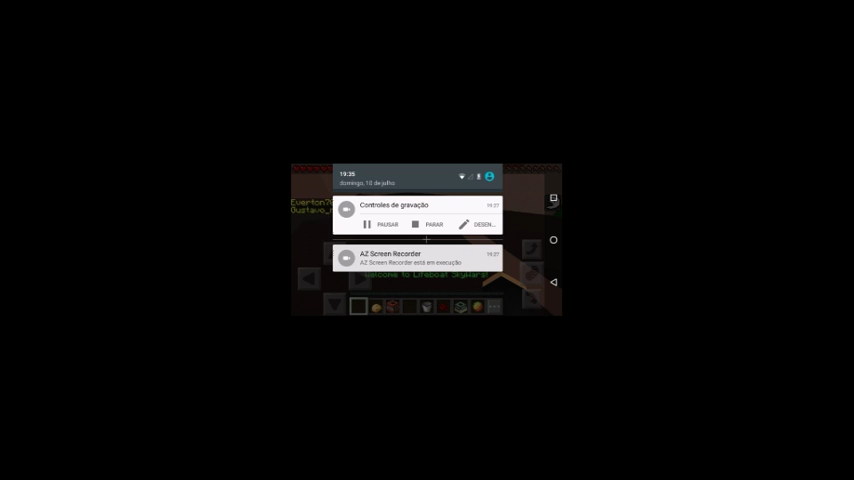 19:35
domingo, 10 de julho
Controles de gravação
19:27
PAUSAR
PARAR
DESEN...
AZ Screen Recorder
19:27
AZ Screen Recorder está em execução
Welcome to Lifeboat SkyWars!